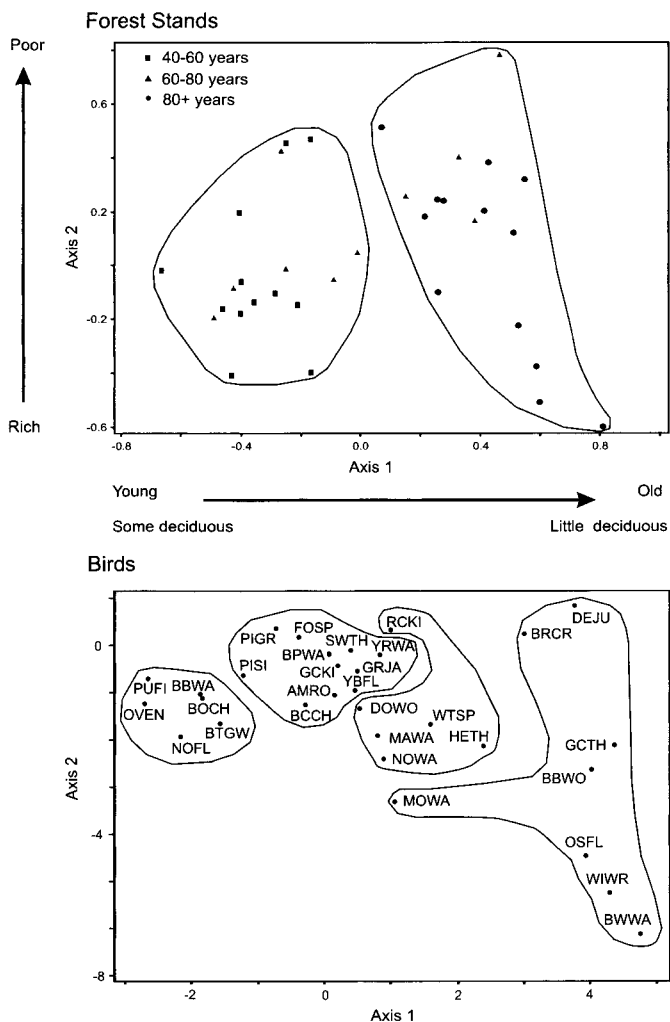 Forest Stands
Poor
Rich
40-60 years
60-80 years
80+ years
0.6
0.2
-0.2
-0.6
Axis 2
-0.8
-0.4
0.0
0.4
0.8
Axis 1
Young
Old
Some deciduous
Little deciduous
Birds
RCKI
DEJU
PIGR
FOSP
SWTH
YRWA
BRCR
BPWA
PISI
GCKI
GRJA
PUFI
BBWA
AMRO
YBFL
OVEN
BOCH
BCCH
DOWO
WTSP
BTGW
MAWA
HETH
GCTH
NOFL
NOWA
BBWO
MOWA
OSFL
WIWR
BWWA
0
-4
-8
Axis 2
-2
0
2
4
Axis 1